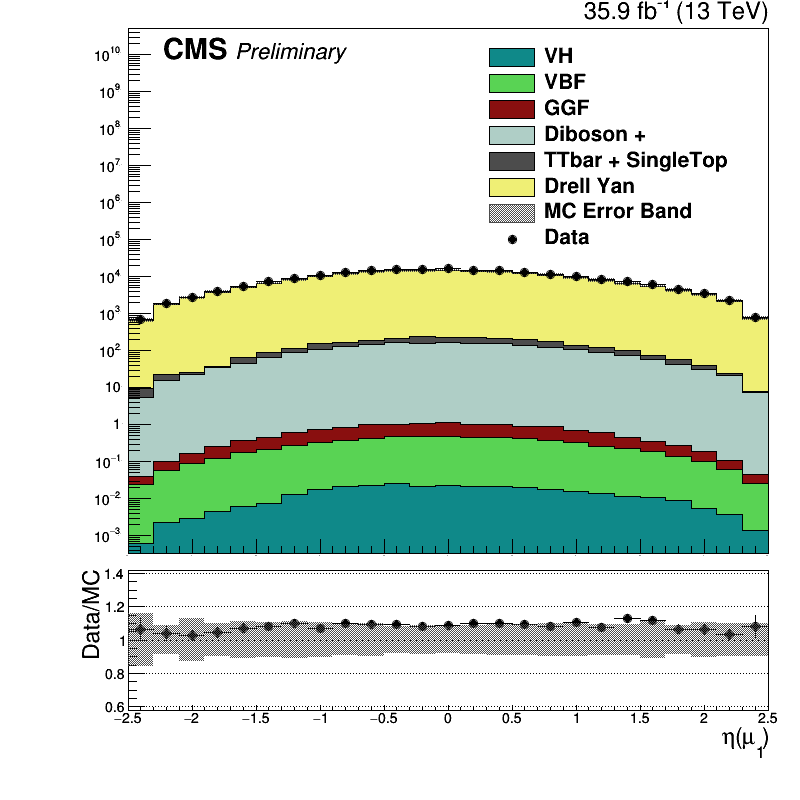 35.9 fb⁻¹ (13 TeV)
CMS Preliminary
VH
VBF
GGF
Diboson +
TTbar + SingleTop
Drell Yan
MC Error Band
Data
10¹⁰
10⁹
10⁸
10⁷
10⁶
10⁵
10⁴
10³
10²
10
1
10⁻¹
10⁻²
10⁻³
Data/MC
1.4
1.2
1
0.8
0.6
−2.5 −2 −1.5 −1 −0.5 0 0.5 1 1.5 2 2.5
η(μ₁)